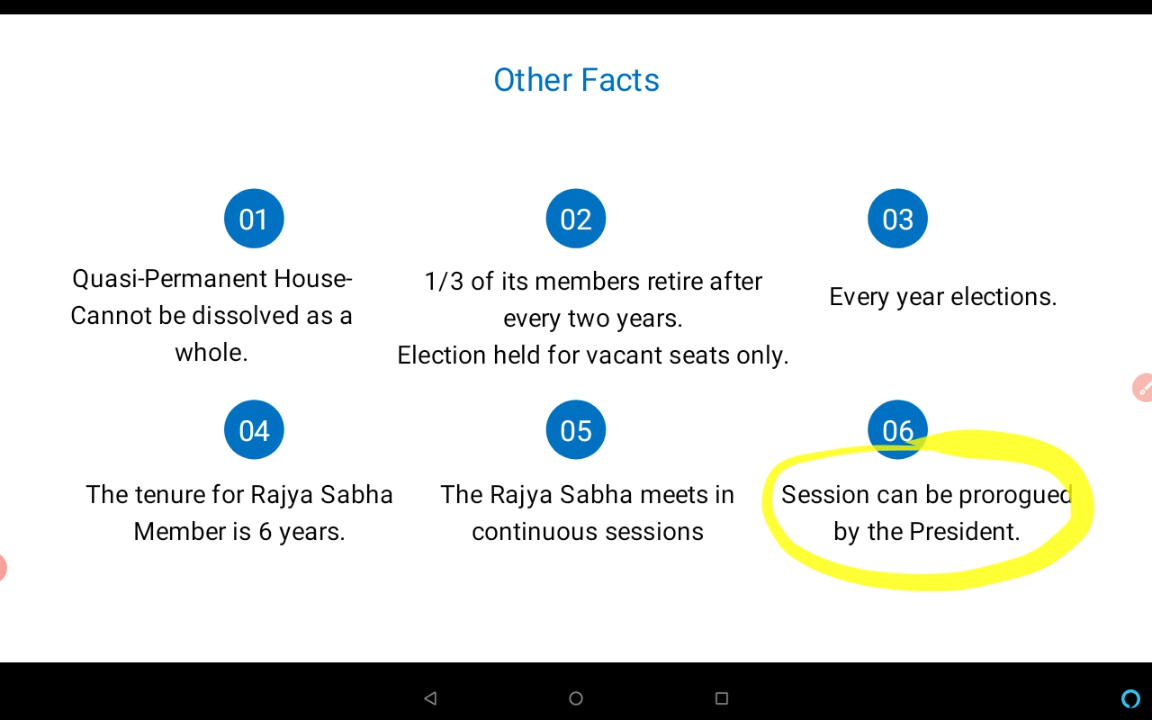 Other Facts
01
Quasi-Permanent House-
Cannot be dissolved as a
whole.
02
1/3 of its members retire after
every two years.
Election held for vacant seats only.
03
Every year elections.
04
The tenure for Rajya Sabha
Member is 6 years.
05
The Rajya Sabha meets in
continuous sessions
06
Session can be prorogued
by the President.